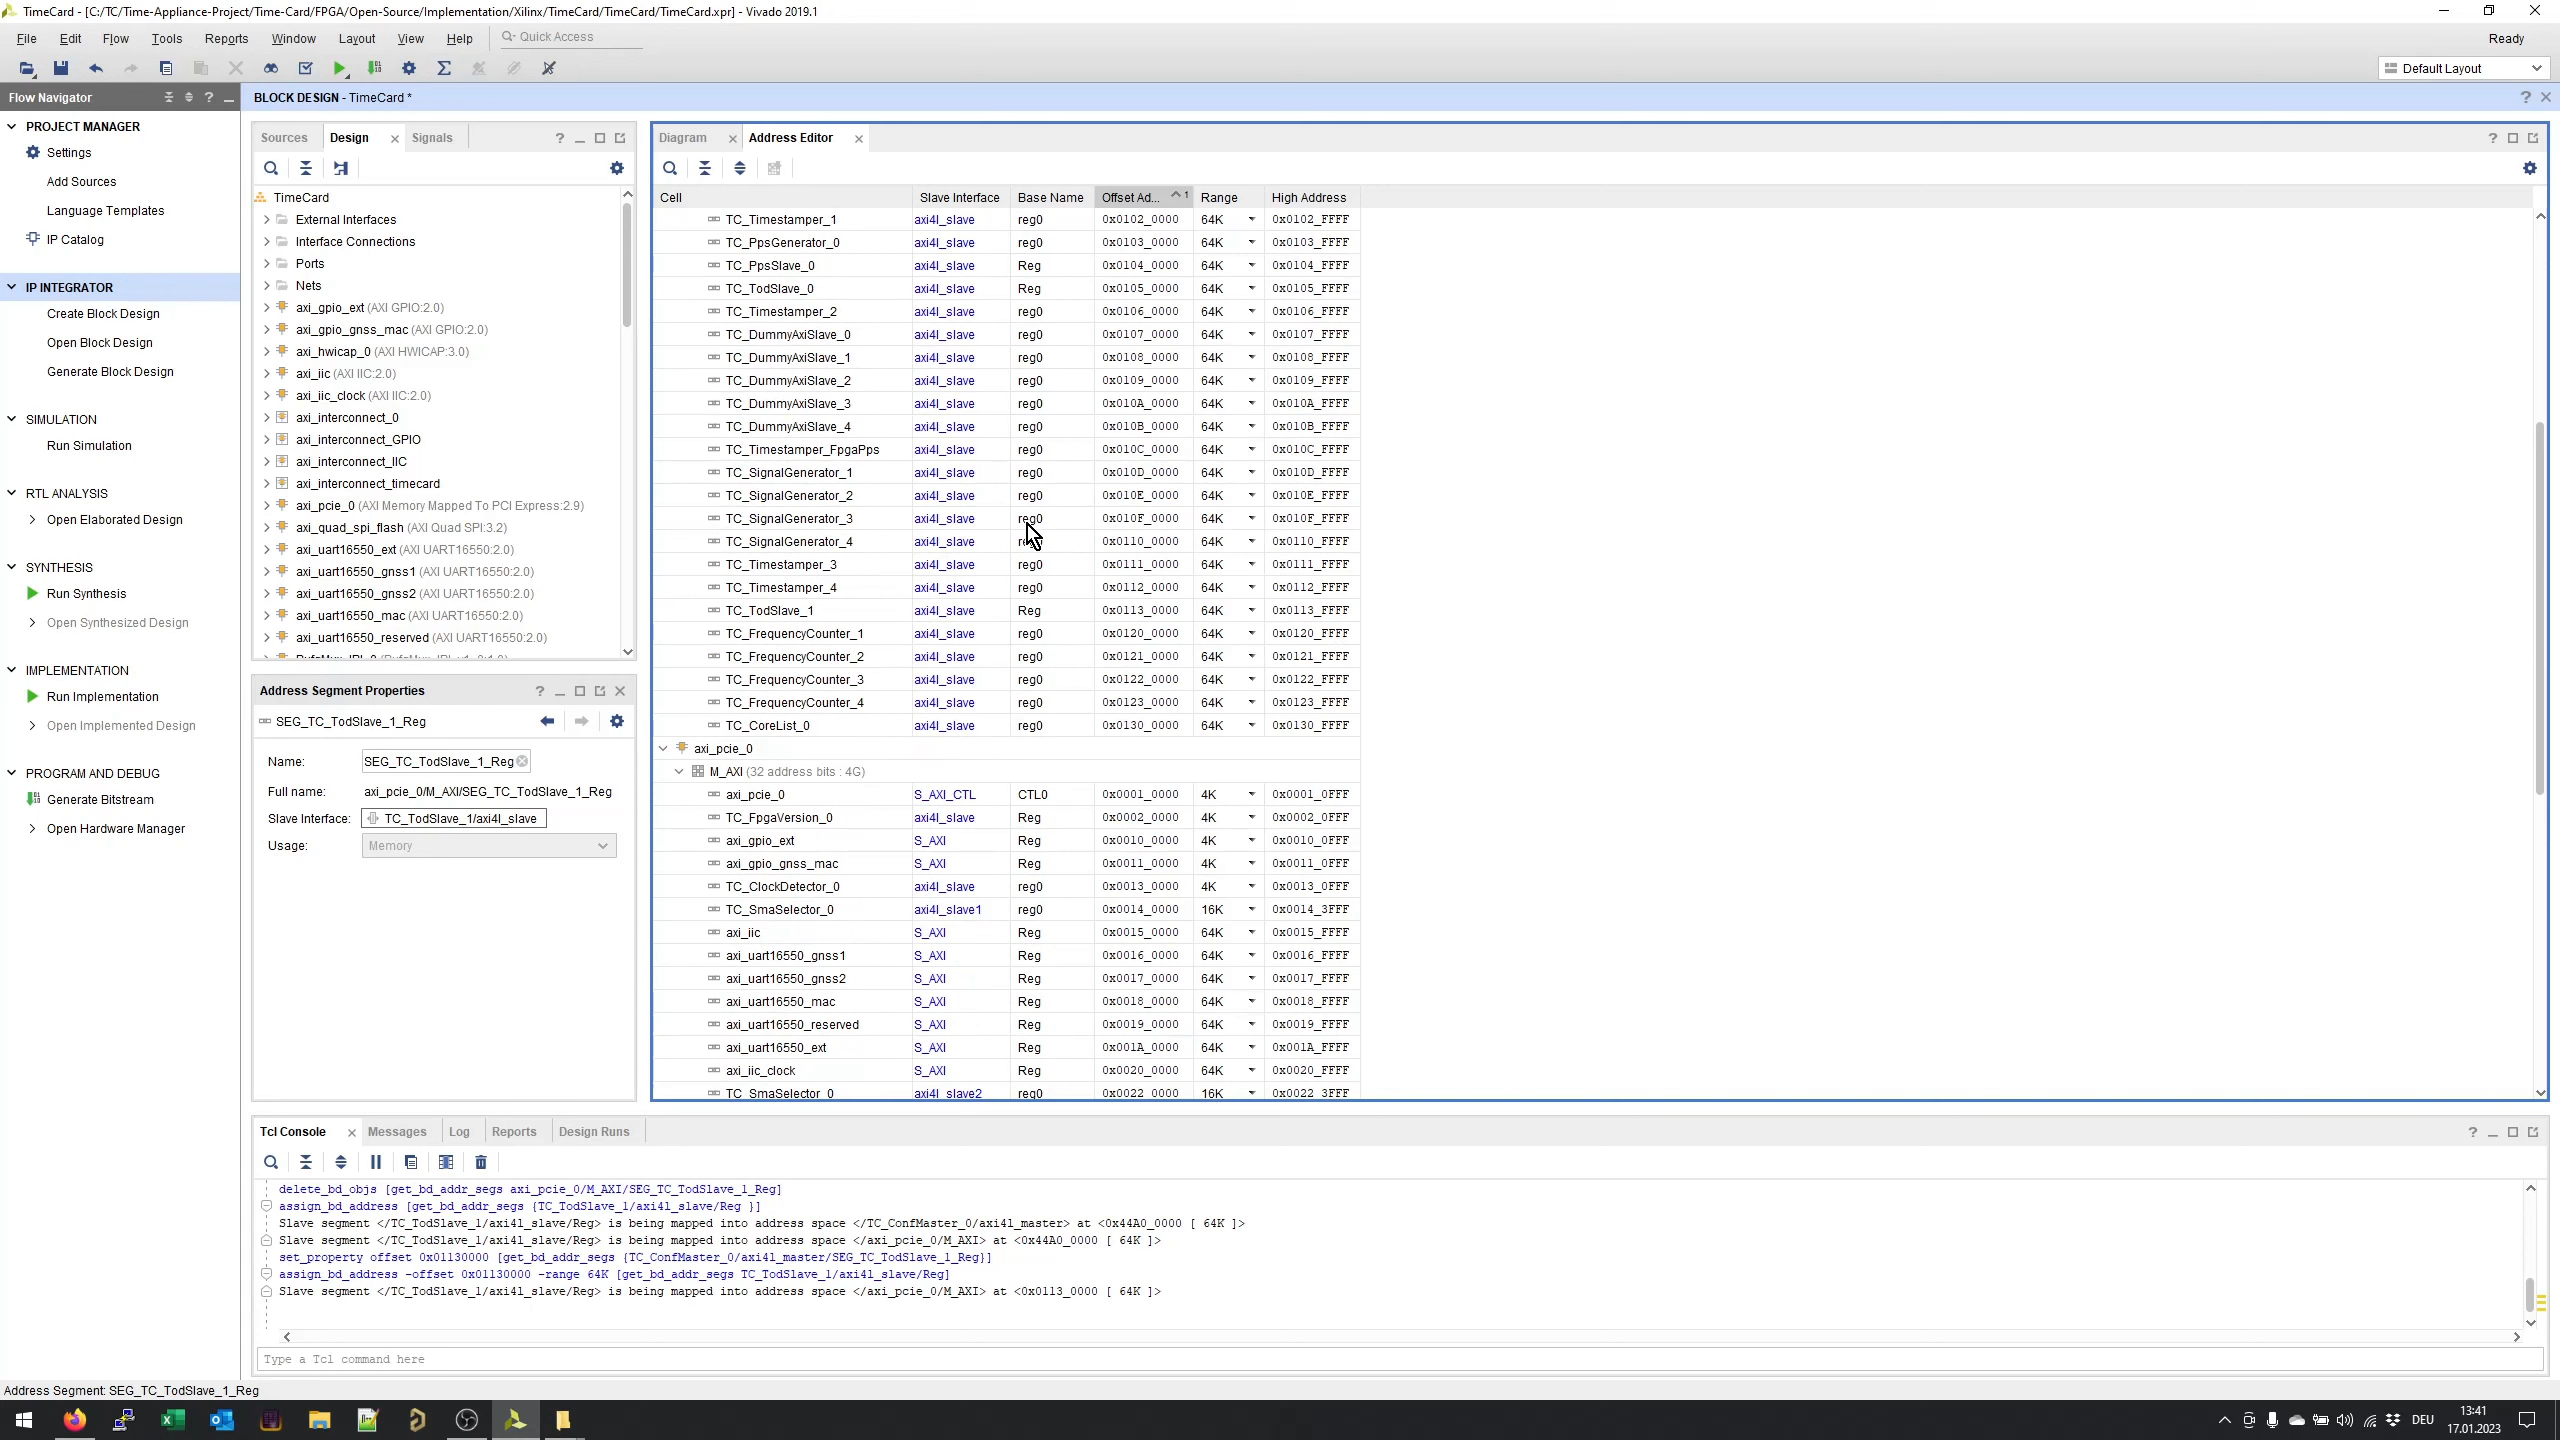 TimeCard - [C:/TC/Time-Appliance-Project/Time-Card/FPGA/Open-Source/Implementation/Xilinx/TimeCard/TimeCard/TimeCard.xpr] - Vivado 2019.1
File Edit Flow Tools Reports Window Layout View Help Quick Access Ready
Default Layout
Flow Navigator
PROJECT MANAGER
Settings
Add Sources
Language Templates
IP Catalog
IP INTEGRATOR
Create Block Design
Open Block Design
Generate Block Design
SIMULATION
Run Simulation
RTL ANALYSIS
Open Elaborated Design
SYNTHESIS
Run Synthesis
Open Synthesized Design
IMPLEMENTATION
Run Implementation
Open Implemented Design
PROGRAM AND DEBUG
Generate Bitstream
Open Hardware Manager
BLOCK DESIGN - TimeCard *
Sources Design Signals
TimeCard
External Interfaces
Interface Connections
Ports
Nets
axi_gpio_ext (AXI GPIO:2.0)
axi_gpio_gnss_mac (AXI GPIO:2.0)
axi_hwicap_0 (AXI HWICAP:3.0)
axi_iic (AXI IIC:2.0)
axi_iic_clock (AXI IIC:2.0)
axi_interconnect_0
axi_interconnect_GPIO
axi_interconnect_IIC
axi_interconnect_timecard
axi_pcie_0 (AXI Memory Mapped To PCI Express:2.9)
axi_quad_spi_flash (AXI Quad SPI:3.2)
axi_uart16550_ext (AXI UART16550:2.0)
axi_uart16550_gnss1 (AXI UART16550:2.0)
axi_uart16550_gnss2 (AXI UART16550:2.0)
axi_uart16550_mac (AXI UART16550:2.0)
axi_uart16550_reserved (AXI UART16550:2.0)
Address Segment Properties
SEG_TC_TodSlave_1_Reg
Name: SEG_TC_TodSlave_1_Reg
Full name: axi_pcie_0/M_AXI/SEG_TC_TodSlave_1_Reg
Slave Interface: TC_TodSlave_1/axi4l_slave
Usage: Memory
Diagram Address Editor
Cell Slave Interface Base Name Offset Ad... 1 Range High Address
TC_Timestamper_1 axi4l_slave reg0 0x0102_0000 64K 0x0102_FFFF
TC_PpsGenerator_0 axi4l_slave reg0 0x0103_0000 64K 0x0103_FFFF
TC_PpsSlave_0 axi4l_slave Reg 0x0104_0000 64K 0x0104_FFFF
TC_TodSlave_0 axi4l_slave Reg 0x0105_0000 64K 0x0105_FFFF
TC_Timestamper_2 axi4l_slave reg0 0x0106_0000 64K 0x0106_FFFF
TC_DummyAxiSlave_0 axi4l_slave reg0 0x0107_0000 64K 0x0107_FFFF
TC_DummyAxiSlave_1 axi4l_slave reg0 0x0108_0000 64K 0x0108_FFFF
TC_DummyAxiSlave_2 axi4l_slave reg0 0x0109_0000 64K 0x0109_FFFF
TC_DummyAxiSlave_3 axi4l_slave reg0 0x010A_0000 64K 0x010A_FFFF
TC_DummyAxiSlave_4 axi4l_slave reg0 0x010B_0000 64K 0x010B_FFFF
TC_Timestamper_FpgaPps axi4l_slave reg0 0x010C_0000 64K 0x010C_FFFF
TC_SignalGenerator_1 axi4l_slave reg0 0x010D_0000 64K 0x010D_FFFF
TC_SignalGenerator_2 axi4l_slave reg0 0x010E_0000 64K 0x010E_FFFF
TC_SignalGenerator_3 axi4l_slave reg0 0x010F_0000 64K 0x010F_FFFF
TC_SignalGenerator_4 axi4l_slave 0x0110_0000 64K 0x0110_FFFF
TC_Timestamper_3 axi4l_slave reg0 0x0111_0000 64K 0x0111_FFFF
TC_Timestamper_4 axi4l_slave reg0 0x0112_0000 64K 0x0112_FFFF
TC_TodSlave_1 axi4l_slave Reg 0x0113_0000 64K 0x0113_FFFF
TC_FrequencyCounter_1 axi4l_slave reg0 0x0120_0000 64K 0x0120_FFFF
TC_FrequencyCounter_2 axi4l_slave reg0 0x0121_0000 64K 0x0121_FFFF
TC_FrequencyCounter_3 axi4l_slave reg0 0x0122_0000 64K 0x0122_FFFF
TC_FrequencyCounter_4 axi4l_slave reg0 0x0123_0000 64K 0x0123_FFFF
TC_CoreList_0 axi4l_slave reg0 0x0130_0000 64K 0x0130_FFFF
axi_pcie_0
M_AXI (32 address bits : 4G)
axi_pcie_0 S_AXI_CTL CTL0 0x0001_0000 4K 0x0001_0FFF
TC_FpgaVersion_0 axi4l_slave Reg 0x0002_0000 4K 0x0002_0FFF
axi_gpio_ext S_AXI Reg 0x0010_0000 4K 0x0010_0FFF
axi_gpio_gnss_mac S_AXI Reg 0x0011_0000 4K 0x0011_0FFF
TC_ClockDetector_0 axi4l_slave reg0 0x0013_0000 4K 0x0013_0FFF
TC_SmaSelector_0 axi4l_slave1 reg0 0x0014_0000 16K 0x0014_3FFF
axi_iic S_AXI Reg 0x0015_0000 64K 0x0015_FFFF
axi_uart16550_gnss1 S_AXI Reg 0x0016_0000 64K 0x0016_FFFF
axi_uart16550_gnss2 S_AXI Reg 0x0017_0000 64K 0x0017_FFFF
axi_uart16550_mac S_AXI Reg 0x0018_0000 64K 0x0018_FFFF
axi_uart16550_reserved S_AXI Reg 0x0019_0000 64K 0x0019_FFFF
axi_uart16550_ext S_AXI Reg 0x001A_0000 64K 0x001A_FFFF
axi_iic_clock S_AXI Reg 0x0020_0000 64K 0x0020_FFFF
TC_SmaSelector_0 axi4l_slave2 reg0 0x0022_0000 16K 0x0022_3FFF
Tcl Console Messages Log Reports Design Runs
delete_bd_objs [get_bd_addr_segs axi_pcie_0/M_AXI/SEG_TC_TodSlave_1_Reg]
assign_bd_address [get_bd_addr_segs {TC_TodSlave_1/axi4l_slave/Reg }]
Slave segment </TC_TodSlave_1/axi4l_slave/Reg> is being mapped into address space </TC_ConfMaster_0/axi4l_master> at <0x44A0_0000 [ 64K ]>
Slave segment </TC_TodSlave_1/axi4l_slave/Reg> is being mapped into address space </axi_pcie_0/M_AXI> at <0x44A0_0000 [ 64K ]>
set_property offset 0x01130000 [get_bd_addr_segs {TC_ConfMaster_0/axi4l_master/SEG_TC_TodSlave_1_Reg}]
assign_bd_address -offset 0x01130000 -range 64K [get_bd_addr_segs TC_TodSlave_1/axi4l_slave/Reg]
Slave segment </TC_TodSlave_1/axi4l_slave/Reg> is being mapped into address space </axi_pcie_0/M_AXI> at <0x0113_0000 [ 64K ]>
Type a Tcl command here
Address Segment: SEG_TC_TodSlave_1_Reg
DEU
13:41
17.01.2023